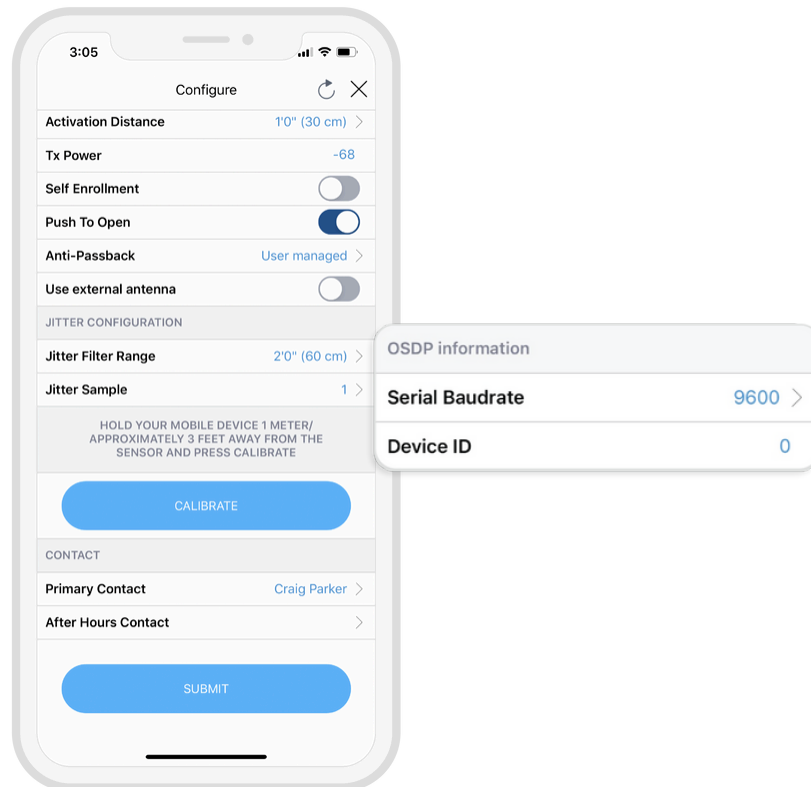 3:05
Configure
Activation Distance 1'0" (30 cm)
Tx Power -68
Self Enrollment
Push To Open
Anti-Passback User managed
Use external antenna
JITTER CONFIGURATION
Jitter Filter Range 2'0" (60 cm)
Jitter Sample 1
HOLD YOUR MOBILE DEVICE 1 METER/
APPROXIMATELY 3 FEET AWAY FROM THE
SENSOR AND PRESS CALIBRATE
CALIBRATE
CONTACT
Primary Contact Craig Parker
After Hours Contact
SUBMIT
OSDP information
Serial Baudrate 9600
Device ID 0